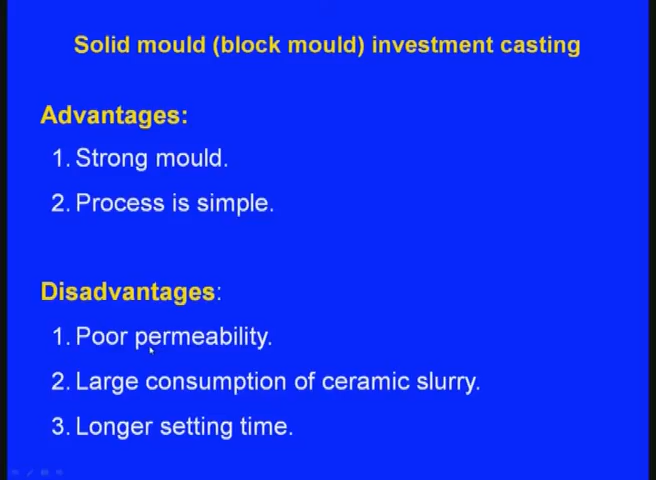 Solid mould (block mould) investment casting
Advantages:
1. Strong mould.
2. Process is simple.
Disadvantages:
1. Poor permeability.
2. Large consumption of ceramic slurry.
3. Longer setting time.